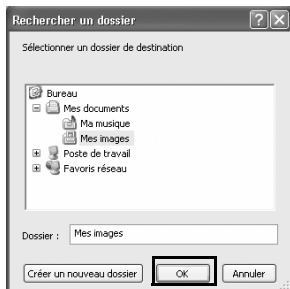 Rechercher un dossier
Sélectionner un dossier de destination
Bureau
Mes documents
Ma musique
Mes images
Poste de travail
Favoris réseau
Dossier : Mes images
Créer un nouveau dossier OK Annuler